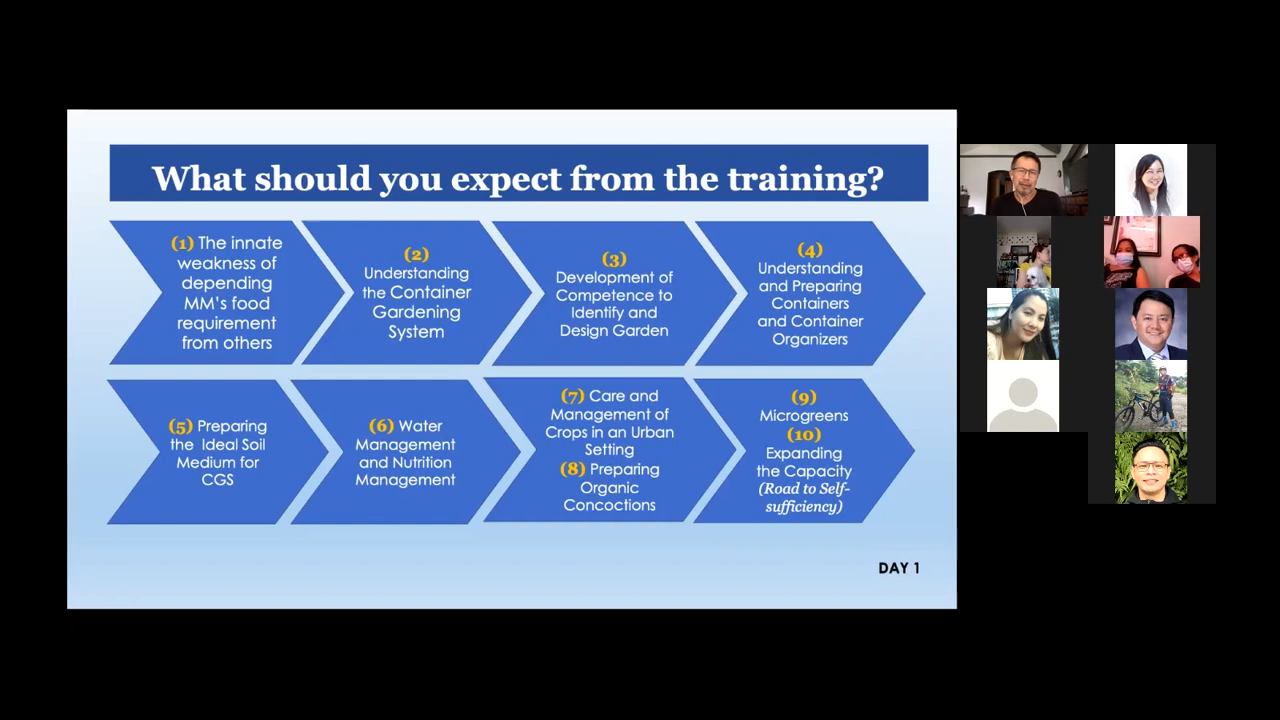 What should you expect from the training?
(1) The innate
weakness of
depending
MM's food
requirement
from others
(2)
Understanding
the Container
Gardening
System
(3)
Development of
Competence to
Identify and
Design Garden
(4)
Understanding
and Preparing
Containers
and Container
Organizers
(5) Preparing
the Ideal Soil
Medium for
CGS
(6) Water
Management
and Nutrition
Management
(7) Care and
Management of
Crops in an Urban
Setting
(8) Preparing
Organic
Concoctions
(9)
Microgreens
(10)
Expanding
the Capacity
(Road to Self-
sufficiency)
DAY 1